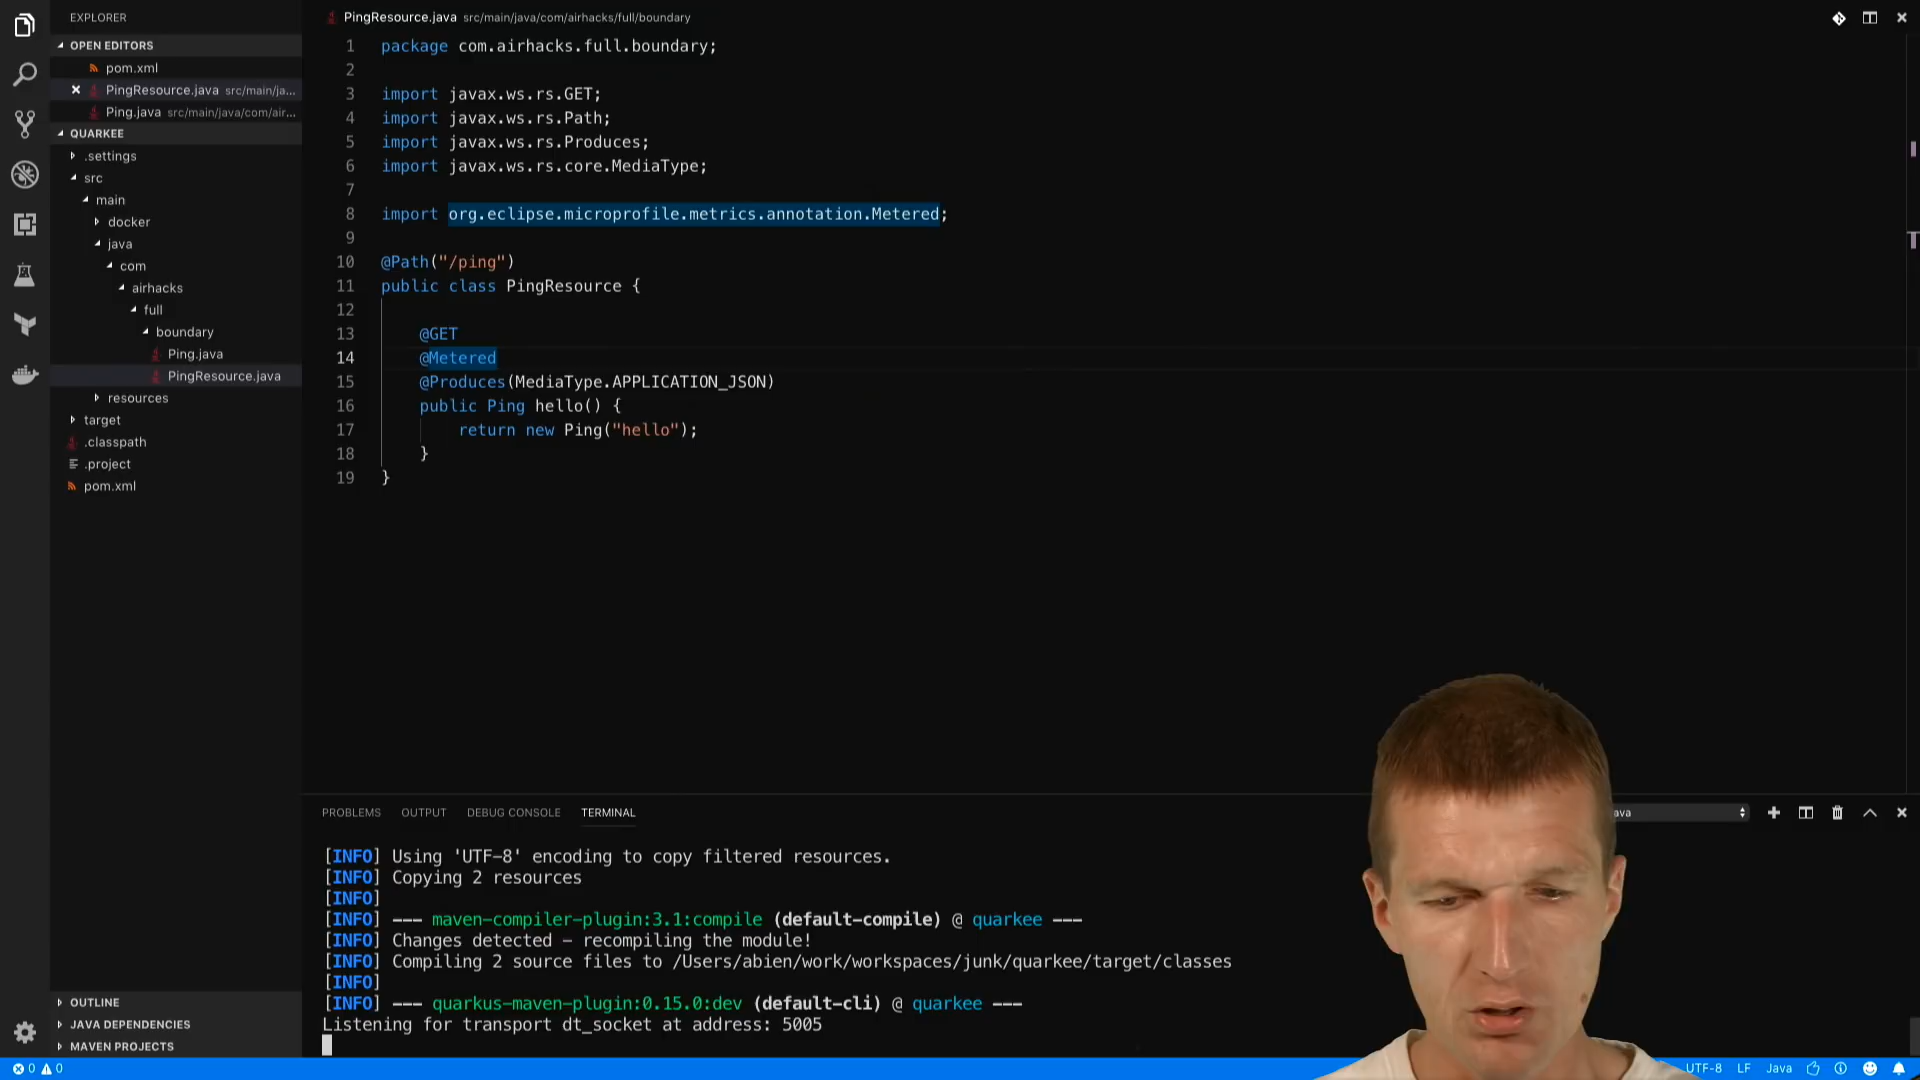 EXPLORER
OPEN EDITORS
pom.xml
PingResource.java src/main/ja...
Ping.java src/main/java/com/air...
QUARKEE
.settings
src
main
docker
java
com
airhacks
full
boundary
Ping.java
PingResource.java
resources
target
.classpath
.project
pom.xml
OUTLINE
JAVA DEPENDENCIES
MAVEN PROJECTS
PingResource.java src/main/java/com/airhacks/full/boundary
1 package com.airhacks.full.boundary;
2
3 import javax.ws.rs.GET;
4 import javax.ws.rs.Path;
5 import javax.ws.rs.Produces;
6 import javax.ws.rs.core.MediaType;
7
8 import org.eclipse.microprofile.metrics.annotation.Metered;
9
10 @Path("/ping")
11 public class PingResource {
12
13 @GET
14 @Metered
15 @Produces(MediaType.APPLICATION_JSON)
16 public Ping hello() {
17 return new Ping("hello");
18 }
19 }
PROBLEMS OUTPUT DEBUG CONSOLE TERMINAL
ava
[INFO] Using 'UTF-8' encoding to copy filtered resources.
[INFO] Copying 2 resources
[INFO]
[INFO] --- maven-compiler-plugin:3.1:compile (default-compile) @ quarkee ---
[INFO] Changes detected - recompiling the module!
[INFO] Compiling 2 source files to /Users/abien/work/workspaces/junk/quarkee/target/classes
[INFO]
[INFO] --- quarkus-maven-plugin:0.15.0:dev (default-cli) @ quarkee ---
Listening for transport dt_socket at address: 5005
0 0 UTF-8 LF Java